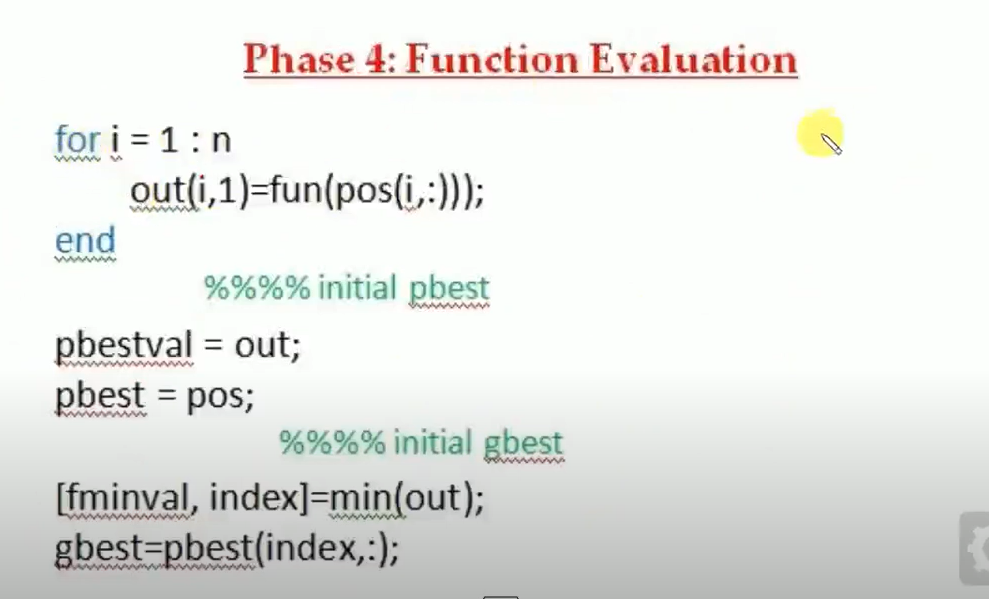 Phase 4: Function Evaluation
for i = 1 : n
out(i,1)=fun(pos(i,:)));
end
%%%% initial pbest
pbestval = out;
pbest = pos;
%%%% initial gbest
[fminval, index]=min(out);
gbest=pbest(index,:);